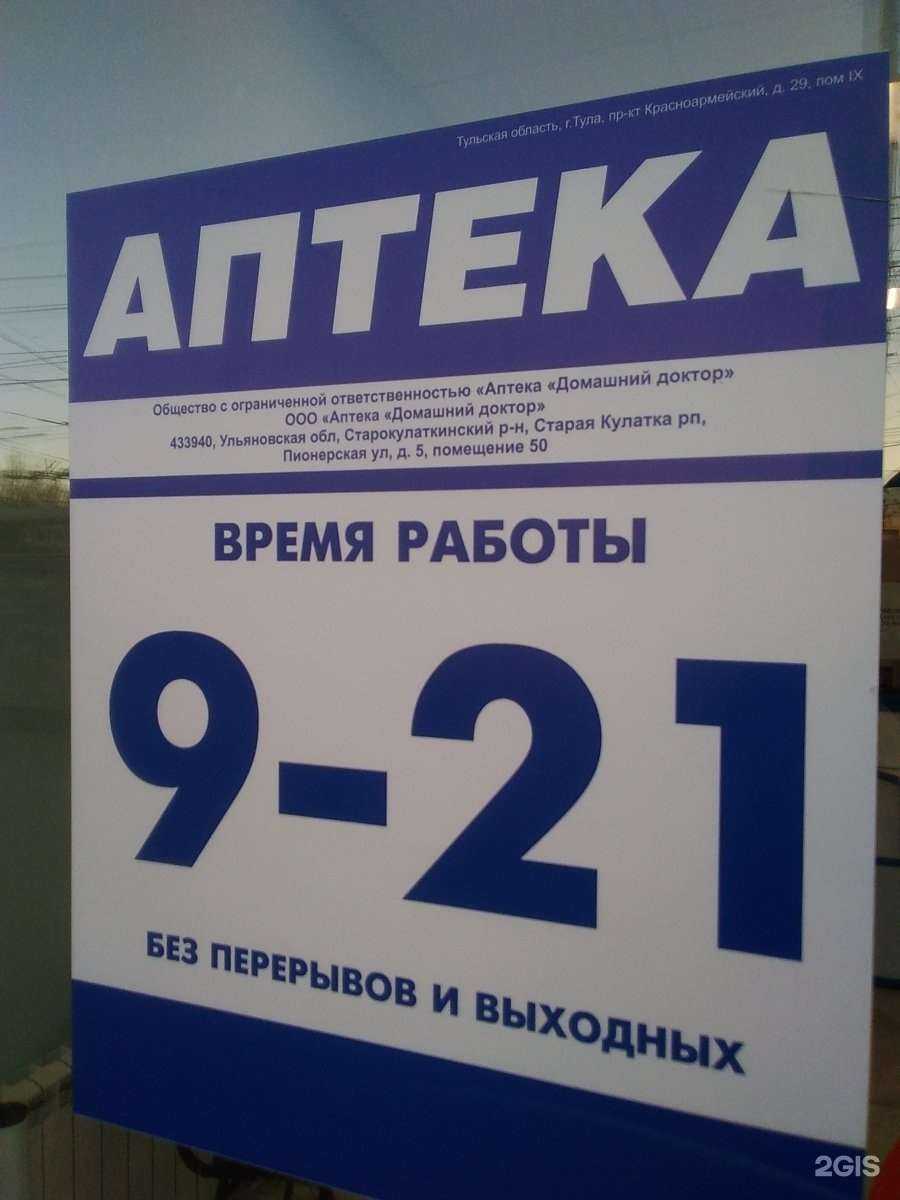 Тульская область, г.Тула, пр-кт Красноармейский, д. 29, пом IX
АПТЕКА
Общество с ограниченной ответственностью «Аптека «Домашний доктор»
ООО «Аптека «Домашний доктор»
433940, Ульяновская обл, Старокулаткинский р-н, Старая Кулатка рп,
Пионерская ул, д. 5, помещение 50
ВРЕМЯ РАБОТЫ
9-21
БЕЗ ПЕРЕРЫВОВ И ВЫХОДНЫХ
2GIS